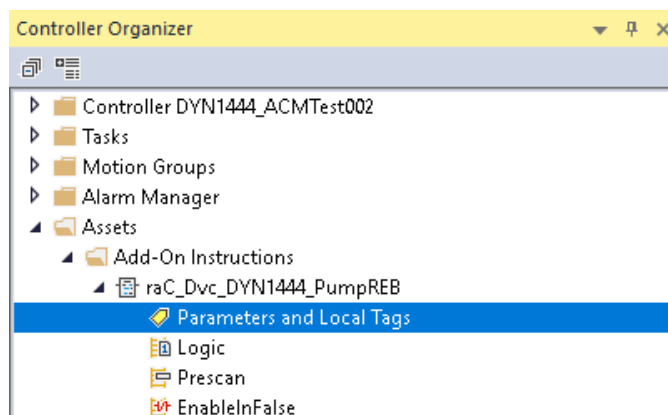 Controller Organizer
Controller DYN1444_ACMTest002
Tasks
Motion Groups
Alarm Manager
Assets
Add-On Instructions
raC_Dvc_DYN1444_PumpREB
Parameters and Local Tags
Logic
Prescan
EnableInFalse